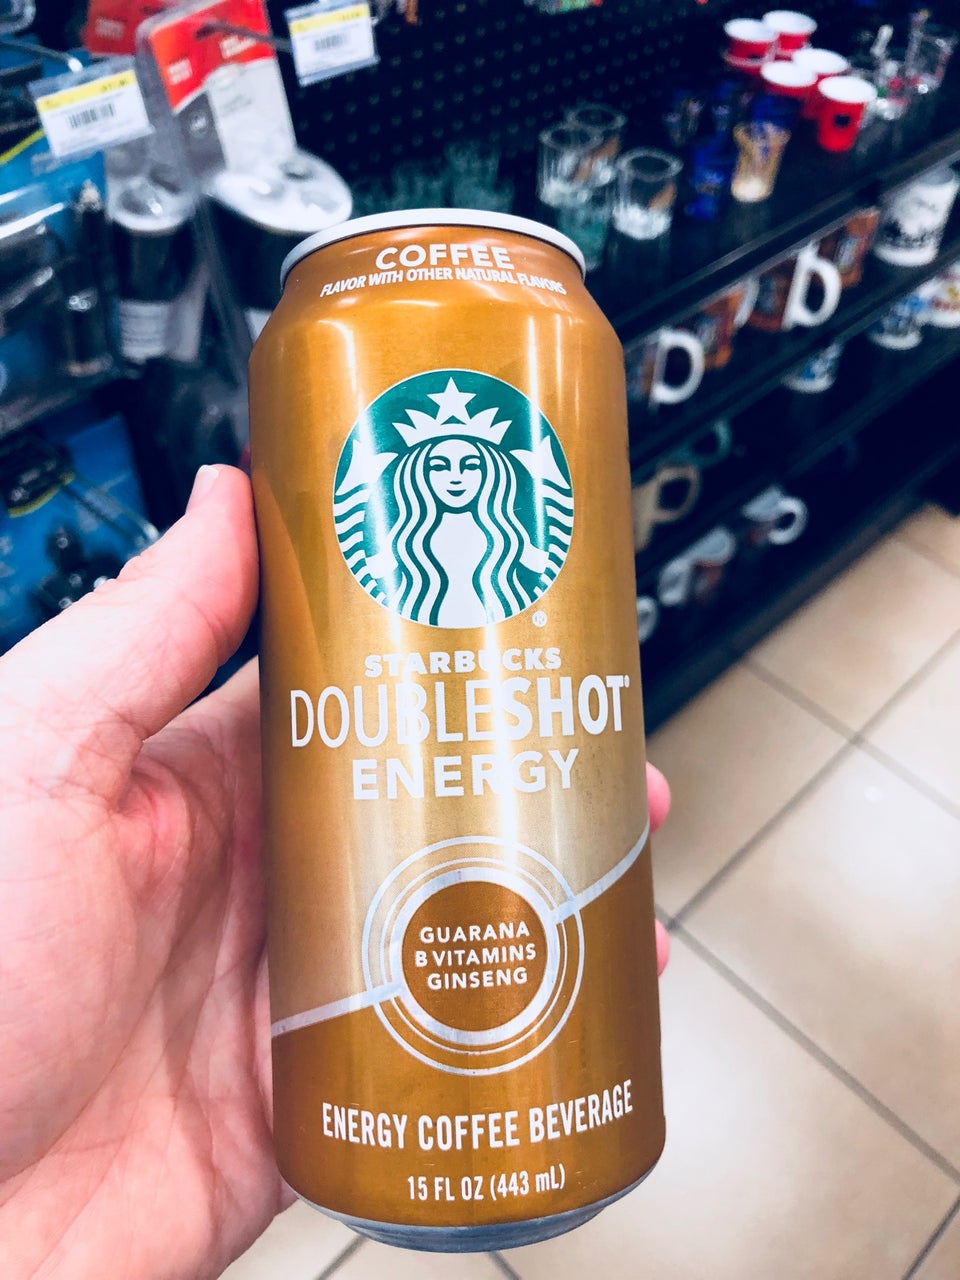 COFFEE
FLAVOR WITH OTHER NATURAL FLAVORS
®
STARBUCKS
DOUBLESHOT®
ENERGY
GUARANA
B VITAMINS
GINSENG
ENERGY COFFEE BEVERAGE
15 FL OZ (443 mL)